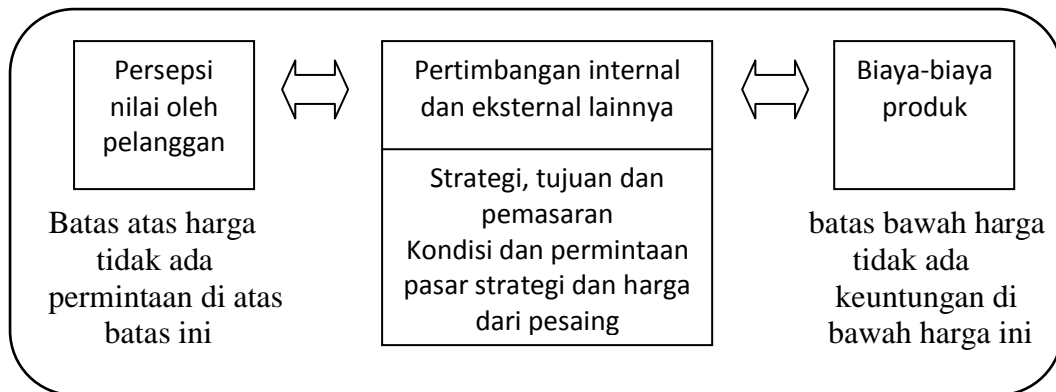 Persepsi
nilai oleh
pelanggan
Batas atas harga
tidak ada
permintaan di atas
batas ini
Pertimbangan internal
dan eksternal lainnya
Strategi, tujuan dan
pemasaran
Kondisi dan permintaan
pasar strategi dan harga
dari pesaing
Biaya-biaya
produk
batas bawah harga
tidak ada
keuntungan di
bawah harga ini